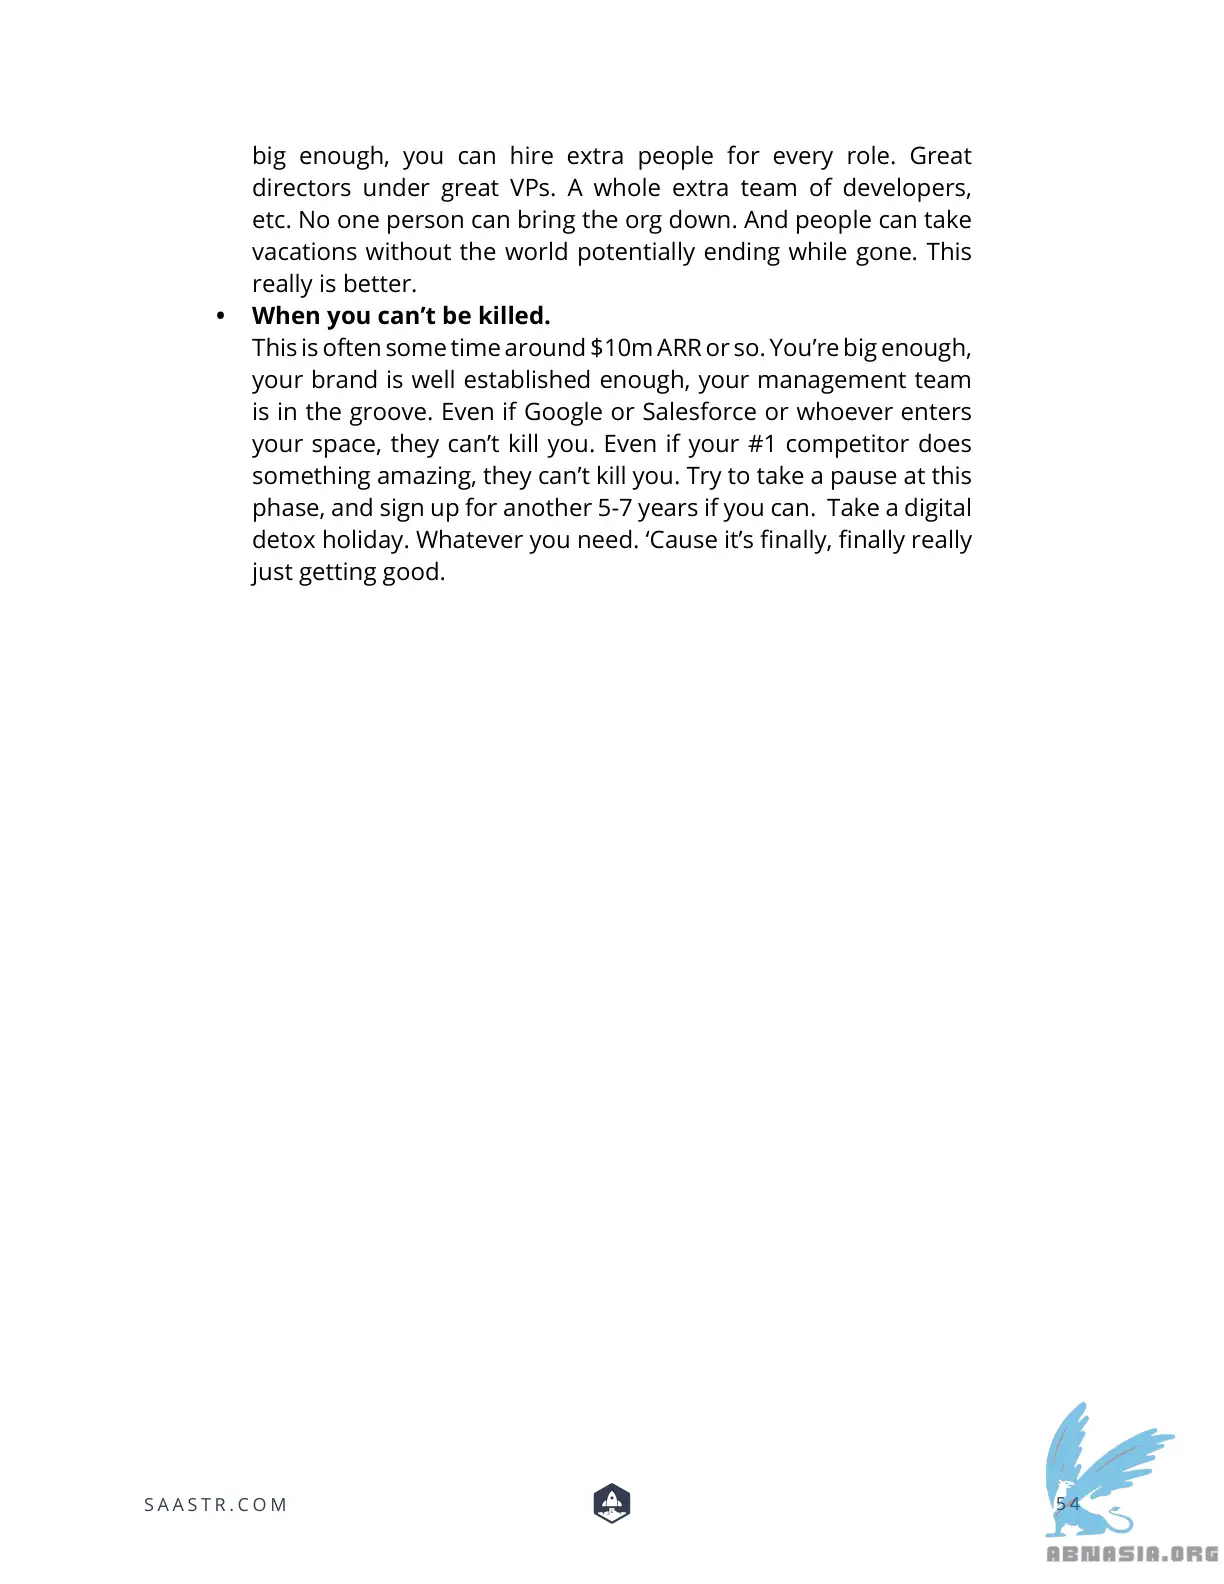 big enough, you can hire extra people for every role. Great
directors under great VPs. A whole extra team of developers,
etc. No one person can bring the org down. And people can take
vacations without the world potentially ending while gone. This
really is better.
• When you can’t be killed.
This is often some time around $10m ARR or so. You’re big enough,
your brand is well established enough, your management team
is in the groove. Even if Google or Salesforce or whoever enters
your space, they can’t kill you. Even if your #1 competitor does
something amazing, they can’t kill you. Try to take a pause at this
phase, and sign up for another 5-7 years if you can.  Take a digital
detox holiday. Whatever you need. ‘Cause it’s finally, finally really
just getting good.
SAASTR.COM
54
ABNASIA.ORG